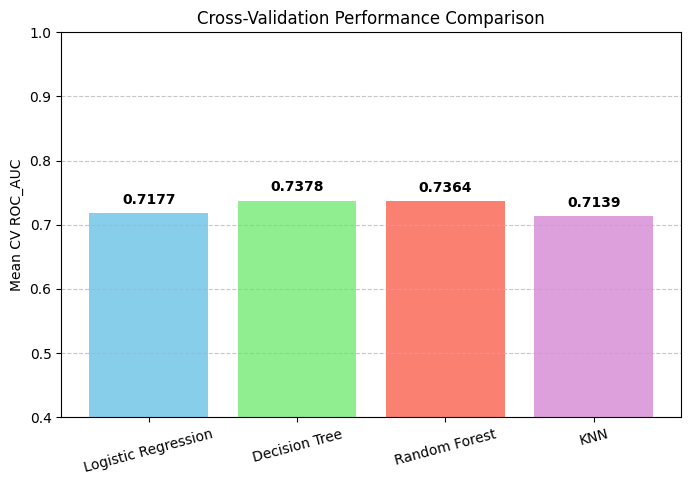 Cross-Validation Performance Comparison
Mean CV ROC_AUC
1.0
0.9
0.8
0.7
0.6
0.5
0.4
0.7177
0.7378
0.7364
0.7139
Logistic Regression
Decision Tree
Random Forest
KNN